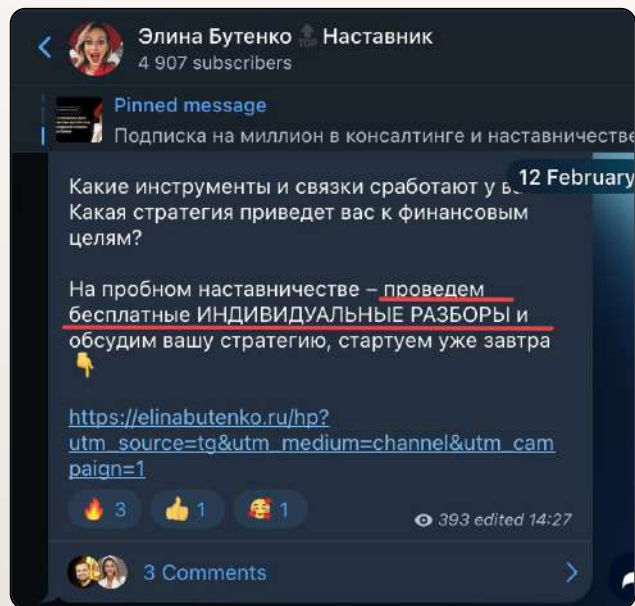 Элина Бутенко 🔝 Наставник
4 907 subscribers
Pinned message
Подписка на миллион в консалтинге и наставничестве
12 February
Какие инструменты и связки сработают у
Какая стратегия приведет вас к финансовым
целям?
На пробном наставничестве – проведем
бесплатные ИНДИВИДУАЛЬНЫЕ РАЗБОРЫ и
обсудим вашу стратегию, стартуем уже завтра
👇
https://elinabutenko.ru/hp?
utm_source=tg&utm_medium=channel&utm_cam
paign=1
🔥 3 👍 1 🥰 1
393 edited 14:27
3 Comments